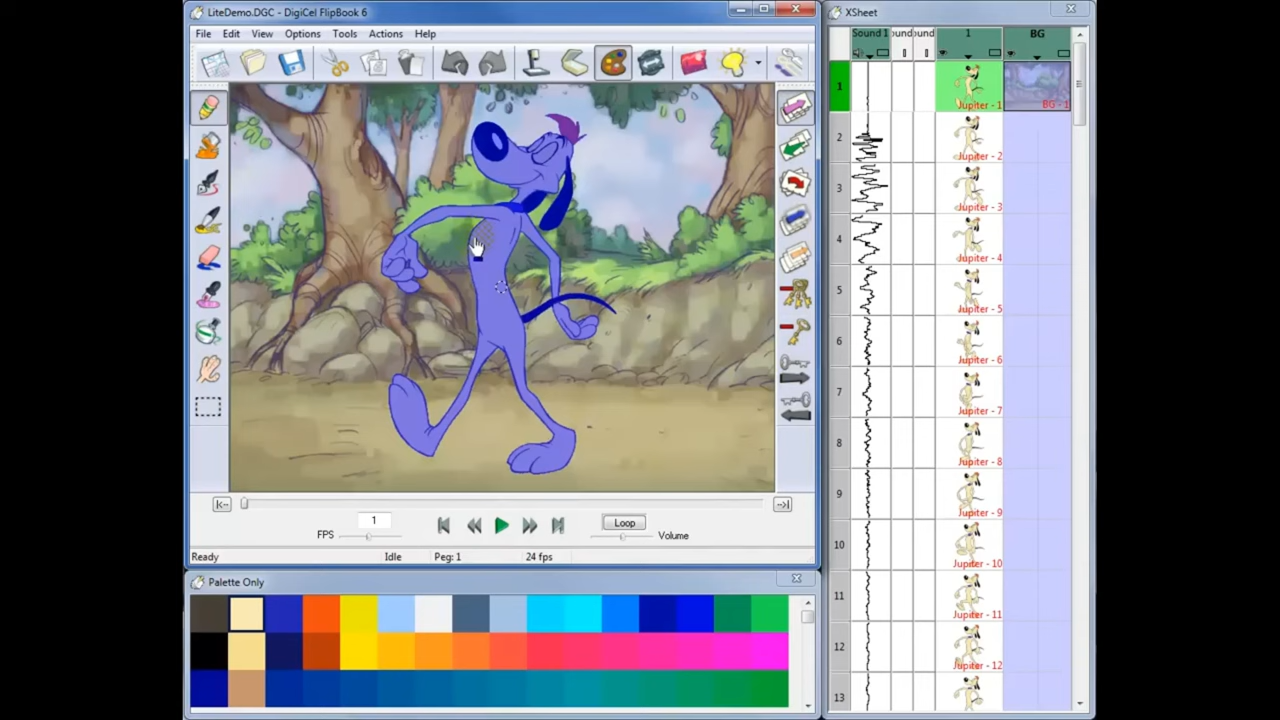 LiteDemo.DGC - DigiCel FlipBook 6
File Edit View Options Tools Actions Help
1
FPS
Loop
Volume
Ready Idle Peg: 1 24 fps
Palette Only
XSheet
Sound 1 ound ound 1 BG
1 Jupiter - 1 BG - 1
2 Jupiter - 2
3 Jupiter - 3
4 Jupiter - 4
5 Jupiter - 5
6 Jupiter - 6
7 Jupiter - 7
8 Jupiter - 8
9 Jupiter - 9
10 Jupiter - 10
11 Jupiter - 11
12 Jupiter - 12
13